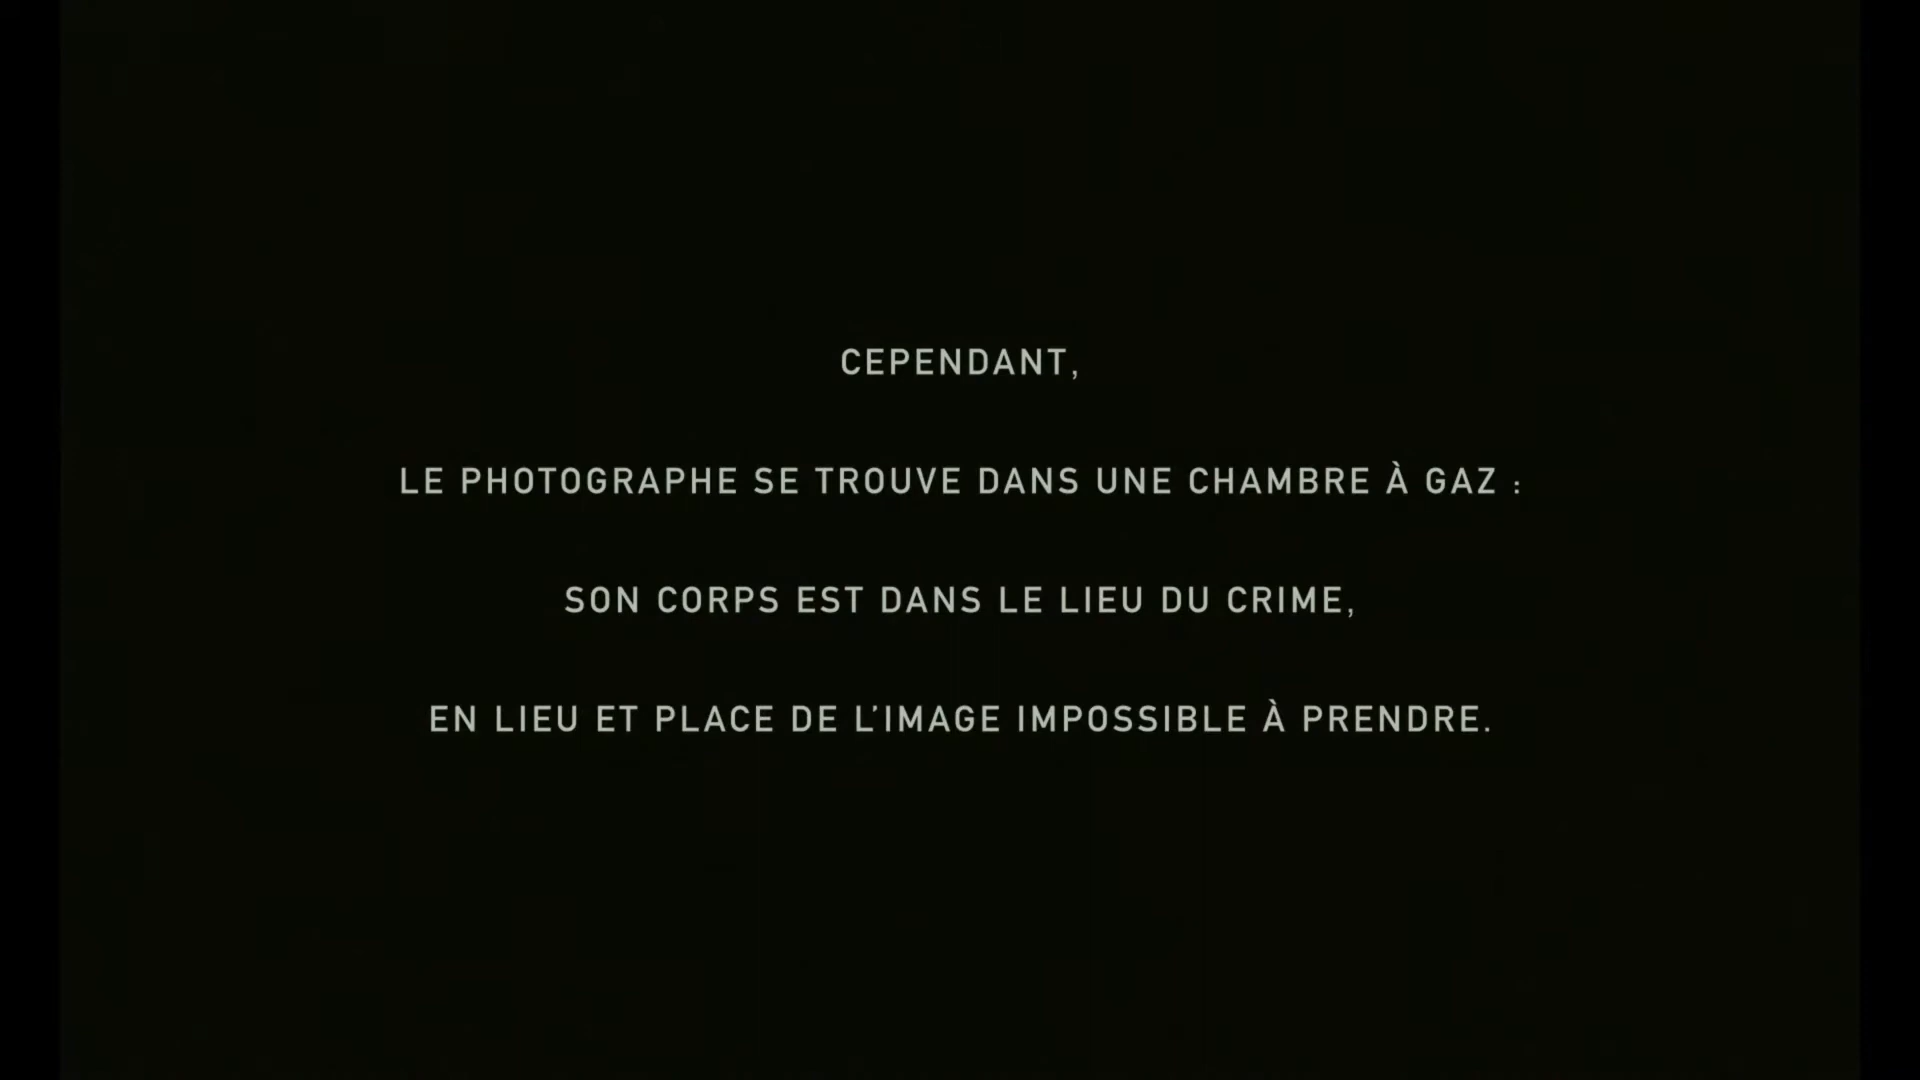 CEPENDANT,
LE PHOTOGRAPHE SE TROUVE DANS UNE CHAMBRE À GAZ :
SON CORPS EST DANS LE LIEU DU CRIME,
EN LIEU ET PLACE DE L’IMAGE IMPOSSIBLE À PRENDRE.